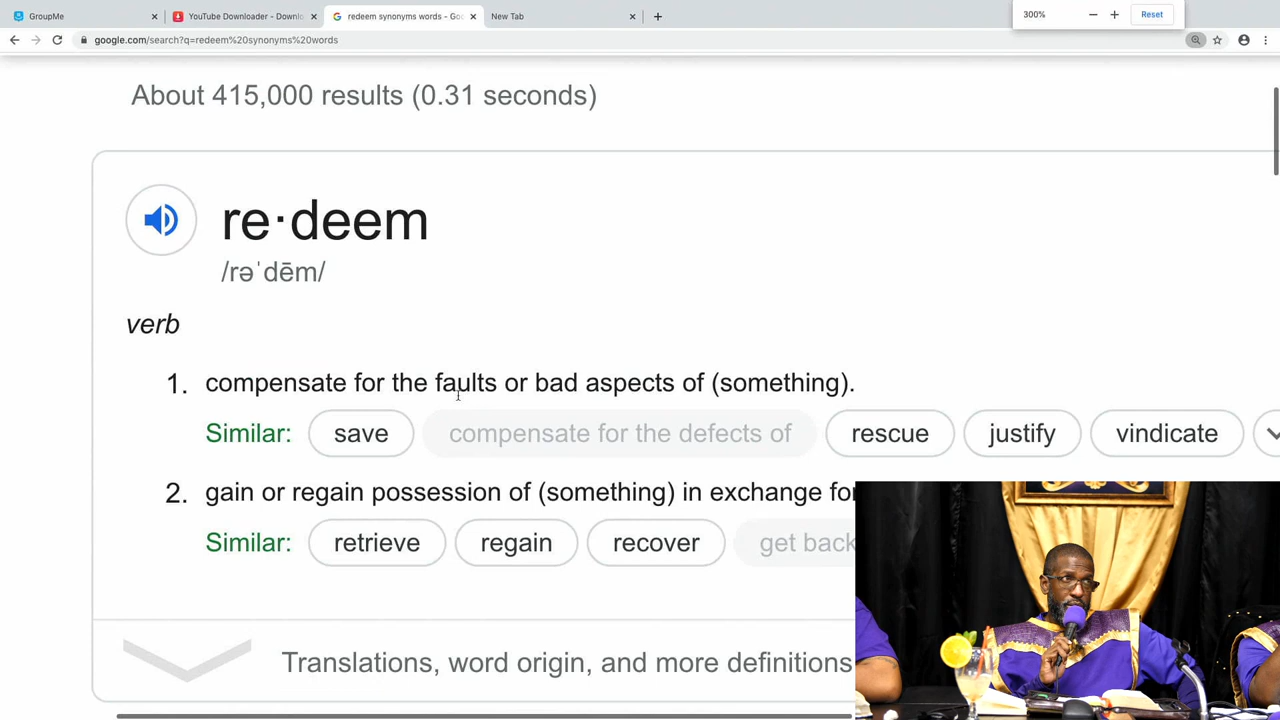 GroupMe
YouTube Downloader - Downlo
redeem synonyms words - Goo
New Tab
300%
Reset
google.com/search?q=redeem%20synonyms%20words
About 415,000 results (0.31 seconds)
re·deem
/rəˈdēm/
verb
1. compensate for the faults or bad aspects of (something).
Similar: save compensate for the defects of rescue justify vindicate
2. gain or regain possession of (something) in exchange for
Similar: retrieve regain recover get back
Translations, word origin, and more definitions